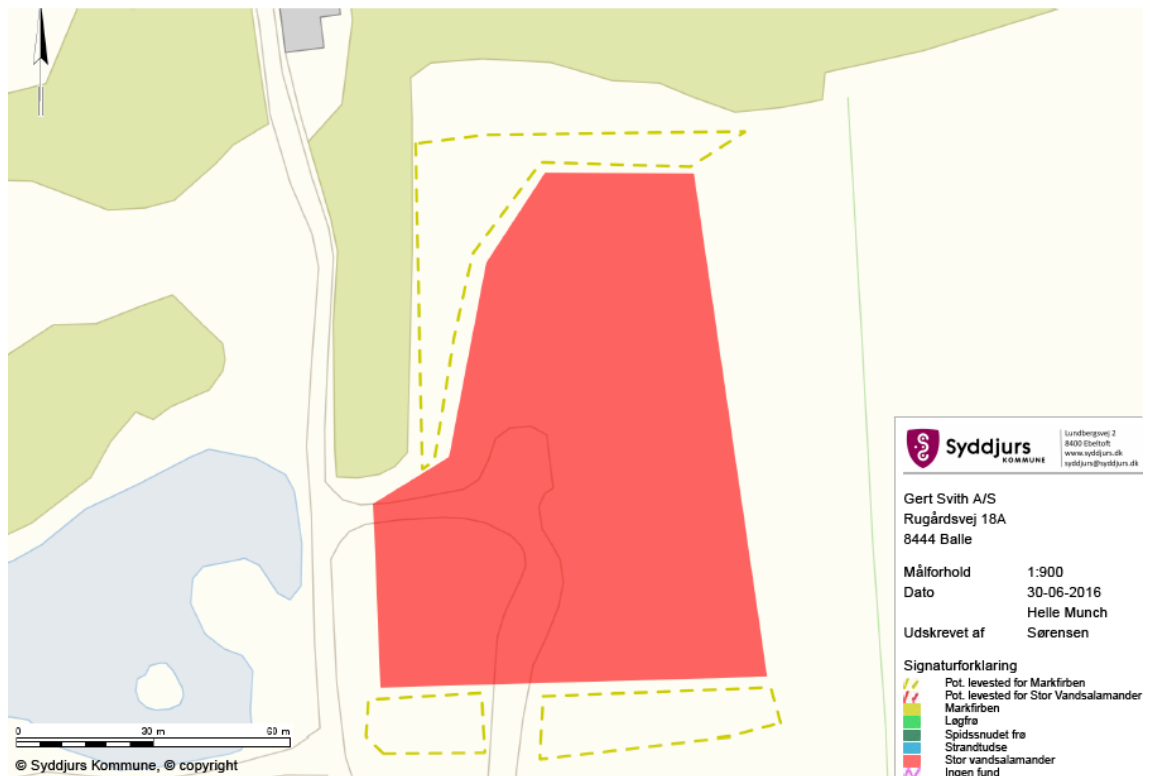 Syddjurs
KOMMUNE
Lundbergsvej 2
8400 Ebeltoft
www.syddjurs.dk
syddjurs@syddjurs.dk
Gert Svith A/S
Rugårdsvej 18A
8444 Balle
Målforhold 1:900
Dato 30-06-2016
Helle Munch
Udskrevet af Sørensen
Signaturforklaring
Pot. levested for Markfirben
Pot. levested for Stor Vandsalamander
Markfirben
Løgfrø
Spidssnudet frø
Strandtudse
Stor vandsalamander
Ingen fund
0 30 m 60 m
© Syddjurs Kommune, © copyright